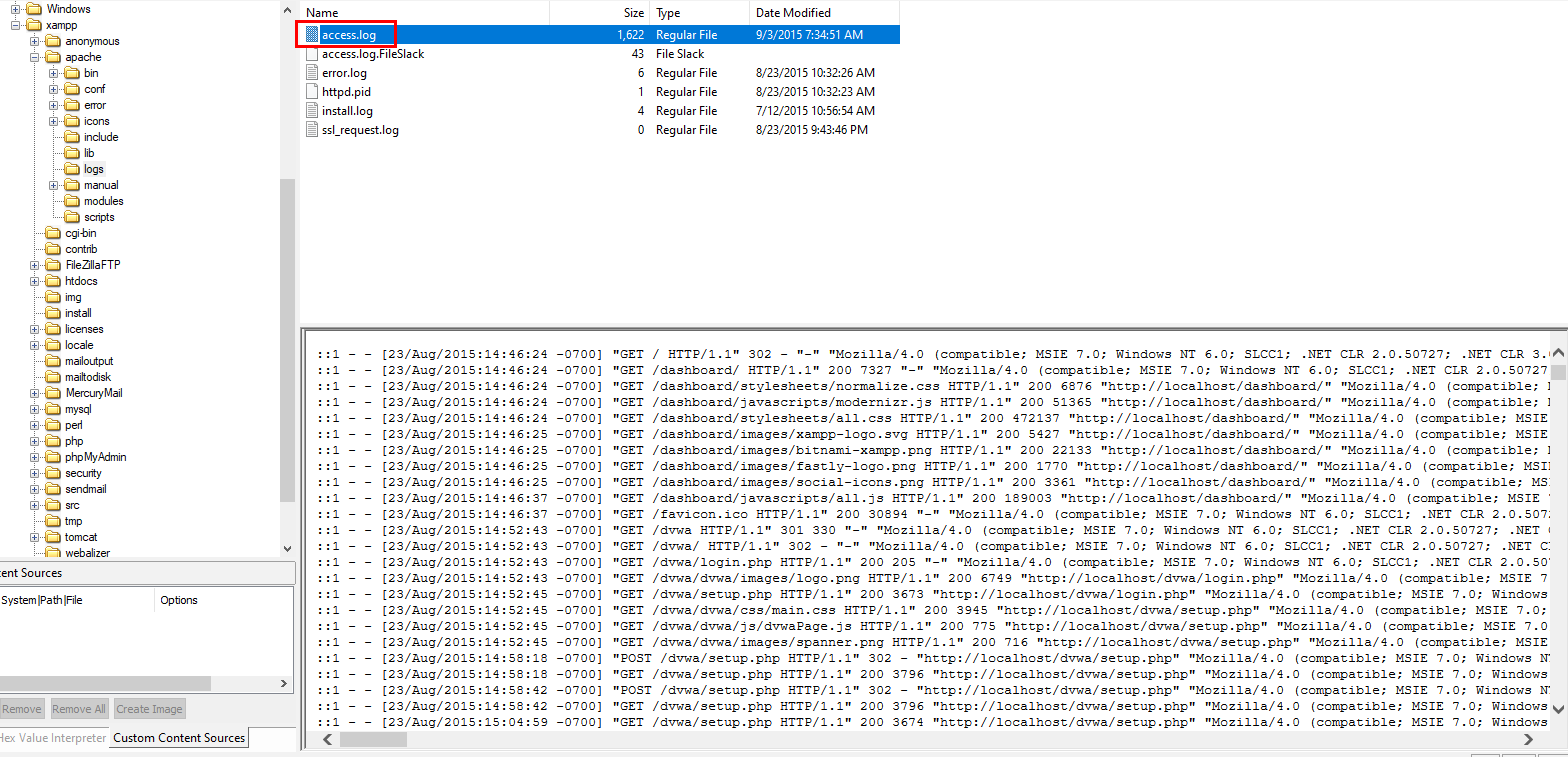 Windows
xampp
anonymous
apache
bin
conf
error
icons
include
lib
logs
manual
modules
scripts
cgi-bin
contrib
FileZillaFTP
htdocs
img
install
licenses
locale
mailoutput
mailtodisk
MercuryMail
mysql
perl
php
phpMyAdmin
security
sendmail
src
tmp
tomcat
webalizer
Name Size Type Date Modified
access.log 1,622 Regular File 9/3/2015 7:34:51 AM
access.log.FileSlack 43 File Slack
error.log 6 Regular File 8/23/2015 10:32:26 AM
httpd.pid 1 Regular File 8/23/2015 10:32:23 AM
install.log 4 Regular File 7/12/2015 10:56:54 AM
ssl_request.log 0 Regular File 8/23/2015 9:43:46 PM
::1 - - [23/Aug/2015:14:46:24 -0700] "GET / HTTP/1.1" 302 - "-" "Mozilla/4.0 (compatible; MSIE 7.0; Windows NT 6.0; SLCC1; .NET CLR 2.0.50727; .NET CLR 3.0
::1 - - [23/Aug/2015:14:46:24 -0700] "GET /dashboard/ HTTP/1.1" 200 7327 "-" "Mozilla/4.0 (compatible; MSIE 7.0; Windows NT 6.0; SLCC1; .NET CLR 2.0.50727
::1 - - [23/Aug/2015:14:46:24 -0700] "GET /dashboard/stylesheets/normalize.css HTTP/1.1" 200 6876 "http://localhost/dashboard/" "Mozilla/4.0 (compatible;
::1 - - [23/Aug/2015:14:46:24 -0700] "GET /dashboard/javascripts/modernizr.js HTTP/1.1" 200 51365 "http://localhost/dashboard/" "Mozilla/4.0 (compatible;
::1 - - [23/Aug/2015:14:46:24 -0700] "GET /dashboard/stylesheets/all.css HTTP/1.1" 200 472137 "http://localhost/dashboard/" "Mozilla/4.0 (compatible; MSIE
::1 - - [23/Aug/2015:14:46:25 -0700] "GET /dashboard/images/xampp-logo.svg HTTP/1.1" 200 5427 "http://localhost/dashboard/" "Mozilla/4.0 (compatible; MSIE
::1 - - [23/Aug/2015:14:46:25 -0700] "GET /dashboard/images/bitnami-xampp.png HTTP/1.1" 200 22133 "http://localhost/dashboard/" "Mozilla/4.0 (compatible;
::1 - - [23/Aug/2015:14:46:25 -0700] "GET /dashboard/images/fastly-logo.png HTTP/1.1" 200 1770 "http://localhost/dashboard/" "Mozilla/4.0 (compatible; MSI
::1 - - [23/Aug/2015:14:46:25 -0700] "GET /dashboard/images/social-icons.png HTTP/1.1" 200 3361 "http://localhost/dashboard/" "Mozilla/4.0 (compatible; MS
::1 - - [23/Aug/2015:14:46:37 -0700] "GET /dashboard/javascripts/all.js HTTP/1.1" 200 189003 "http://localhost/dashboard/" "Mozilla/4.0 (compatible; MSIE
::1 - - [23/Aug/2015:14:46:37 -0700] "GET /favicon.ico HTTP/1.1" 200 30894 "-" "Mozilla/4.0 (compatible; MSIE 7.0; Windows NT 6.0; SLCC1; .NET CLR 2.0.5072
::1 - - [23/Aug/2015:14:52:43 -0700] "GET /dvwa HTTP/1.1" 301 330 "-" "Mozilla/4.0 (compatible; MSIE 7.0; Windows NT 6.0; SLCC1; .NET CLR 2.0.50727; .NET
::1 - - [23/Aug/2015:14:52:43 -0700] "GET /dvwa/ HTTP/1.1" 302 - "-" "Mozilla/4.0 (compatible; MSIE 7.0; Windows NT 6.0; SLCC1; .NET CLR 2.0.50727; .NET C
::1 - - [23/Aug/2015:14:52:43 -0700] "GET /dvwa/login.php HTTP/1.1" 200 205 "-" "Mozilla/4.0 (compatible; MSIE 7.0; Windows NT 6.0; SLCC1; .NET CLR 2.0.507
::1 - - [23/Aug/2015:14:52:43 -0700] "GET /dvwa/dvwa/images/logo.png HTTP/1.1" 200 6749 "http://localhost/dvwa/login.php" "Mozilla/4.0 (compatible; MSIE 7
::1 - - [23/Aug/2015:14:52:45 -0700] "GET /dvwa/setup.php HTTP/1.1" 200 3673 "http://localhost/dvwa/login.php" "Mozilla/4.0 (compatible; MSIE 7.0; Windows
::1 - - [23/Aug/2015:14:52:45 -0700] "GET /dvwa/dvwa/css/main.css HTTP/1.1" 200 3945 "http://localhost/dvwa/setup.php" "Mozilla/4.0 (compatible; MSIE 7.0;
::1 - - [23/Aug/2015:14:52:45 -0700] "GET /dvwa/dvwa/js/dvwaPage.js HTTP/1.1" 200 775 "http://localhost/dvwa/setup.php" "Mozilla/4.0 (compatible; MSIE 7.0
::1 - - [23/Aug/2015:14:52:45 -0700] "GET /dvwa/dvwa/images/spanner.png HTTP/1.1" 200 716 "http://localhost/dvwa/setup.php" "Mozilla/4.0 (compatible; MSIE
::1 - - [23/Aug/2015:14:58:18 -0700] "POST /dvwa/setup.php HTTP/1.1" 302 - "http://localhost/dvwa/setup.php" "Mozilla/4.0 (compatible; MSIE 7.0; Windows N
::1 - - [23/Aug/2015:14:58:18 -0700] "GET /dvwa/setup.php HTTP/1.1" 200 3796 "http://localhost/dvwa/setup.php" "Mozilla/4.0 (compatible; MSIE 7.0; Windows
::1 - - [23/Aug/2015:14:58:42 -0700] "POST /dvwa/setup.php HTTP/1.1" 302 - "http://localhost/dvwa/setup.php" "Mozilla/4.0 (compatible; MSIE 7.0; Windows N
::1 - - [23/Aug/2015:14:58:42 -0700] "GET /dvwa/setup.php HTTP/1.1" 200 3796 "http://localhost/dvwa/setup.php" "Mozilla/4.0 (compatible; MSIE 7.0; Windows
::1 - - [23/Aug/2015:15:04:59 -0700] "GET /dvwa/setup.php HTTP/1.1" 200 3674 "http://localhost/dvwa/setup.php" "Mozilla/4.0 (compatible; MSIE 7.0; Windows
ent Sources
System|Path|File Options
Remove Remove All Create Image
Hex Value Interpreter Custom Content Sources